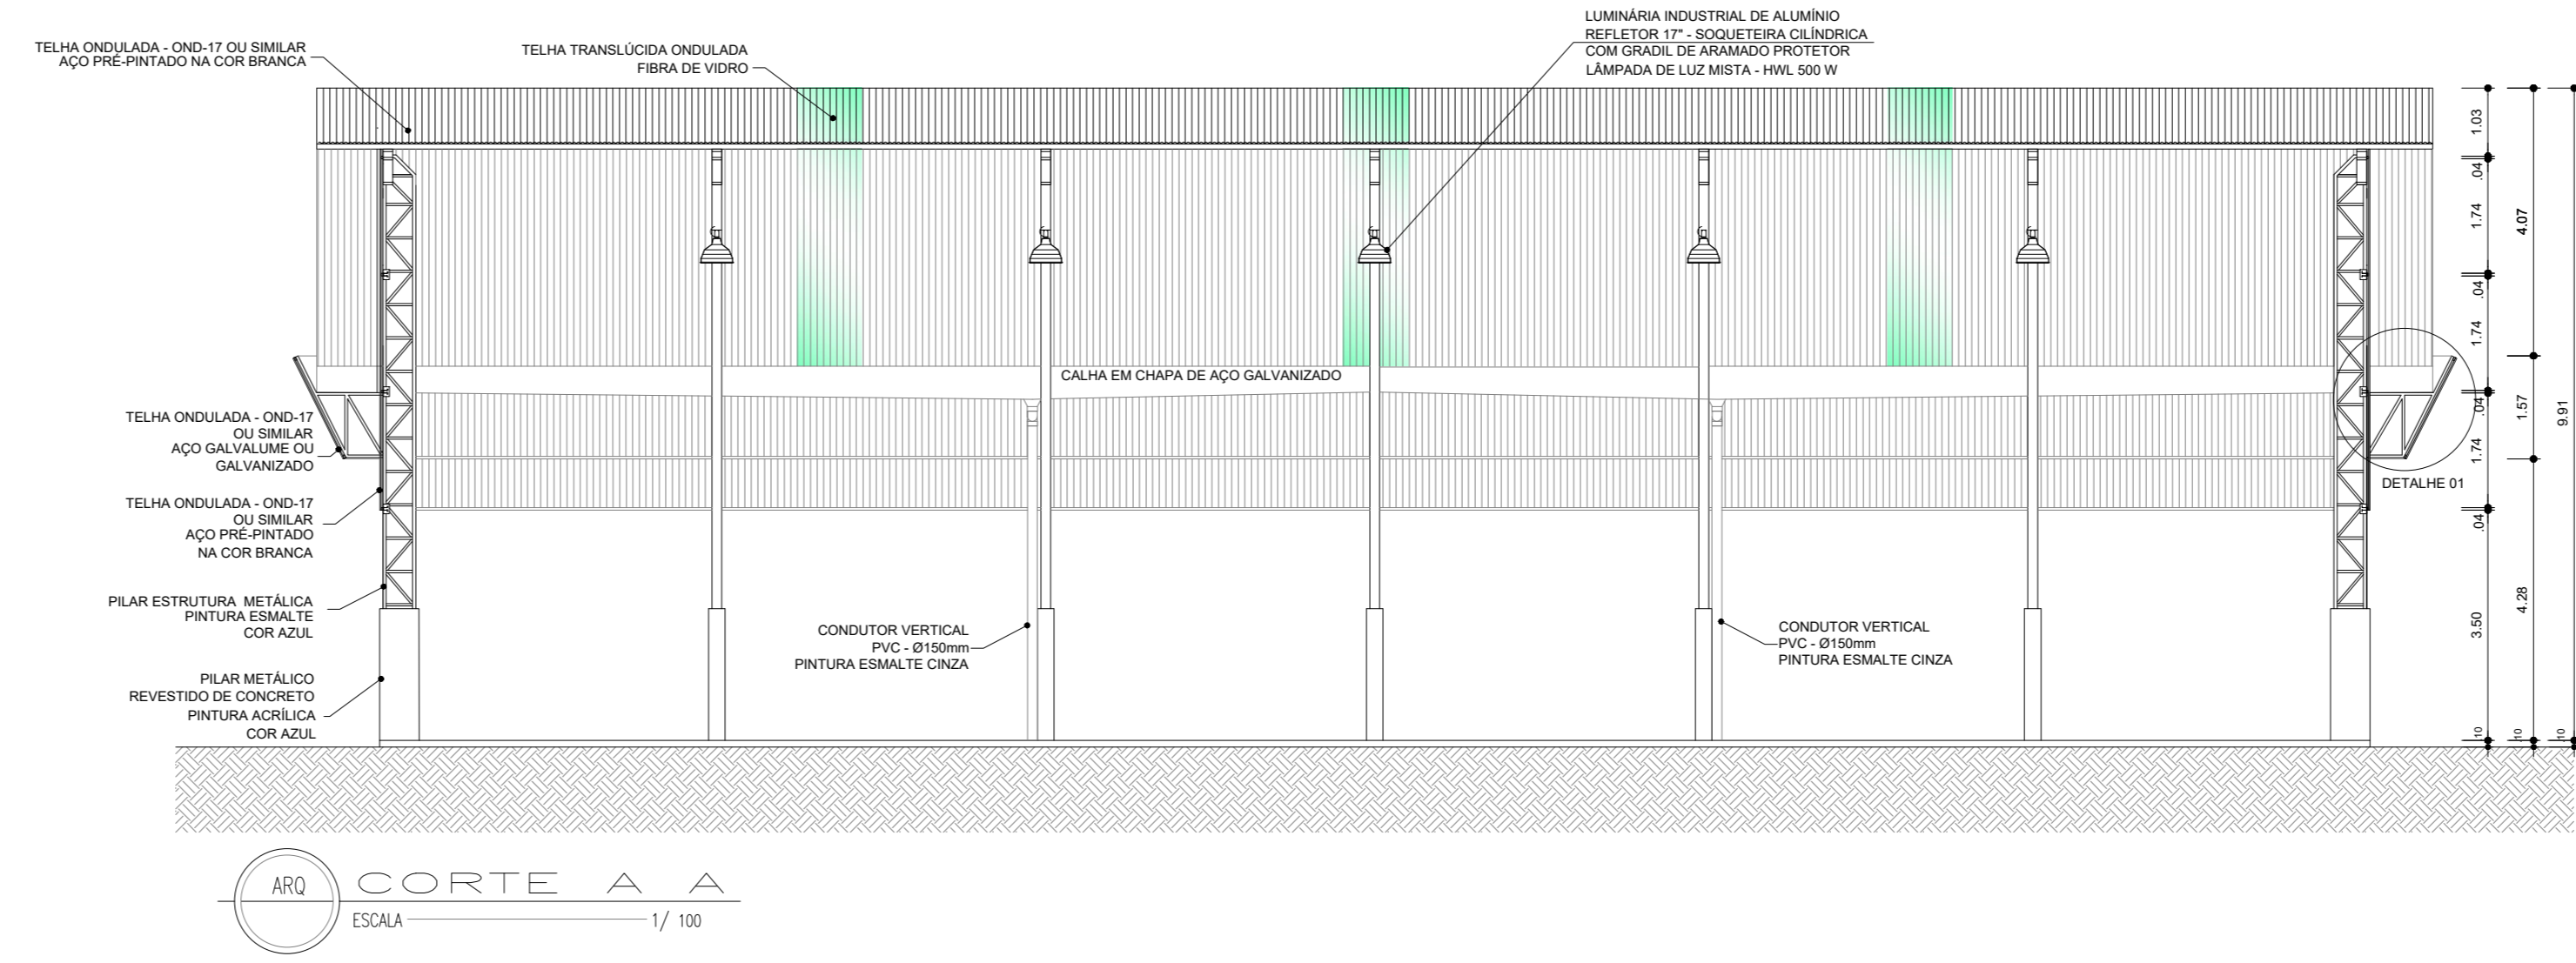 TELHA ONDULADA - OND-17 OU SIMILAR
AÇO PRÉ-PINTADO NA COR BRANCA
TELHA TRANSLÚCIDA ONDULADA
FIBRA DE VIDRO
LUMINÁRIA INDUSTRIAL DE ALUMÍNIO
REFLETOR 17" - SOQUETEIRA CILÍNDRICA
COM GRADIL DE ARAMADO PROTETOR
LÂMPADA DE LUZ MISTA - HWL 500 W
CALHA EM CHAPA DE AÇO GALVANIZADO
TELHA ONDULADA - OND-17
OU SIMILAR
AÇO GALVALUME OU
GALVANIZADO
TELHA ONDULADA - OND-17
OU SIMILAR
AÇO PRÉ-PINTADO
NA COR BRANCA
PILAR ESTRUTURA METÁLICA
PINTURA ESMALTE
COR AZUL
PILAR METÁLICO
REVESTIDO DE CONCRETO
PINTURA ACRÍLICA
COR AZUL
CONDUTOR VERTICAL
PVC - Ø150mm
PINTURA ESMALTE CINZA
CONDUTOR VERTICAL
PVC - Ø150mm
PINTURA ESMALTE CINZA
DETALHE 01
1.03
.04
1.74
.04
1.74
.04
1.74
.04
3.50
.10
4.07
1.57
4.28
.10
9.91
.10
ARQ
CORTE A A
ESCALA 1/ 100